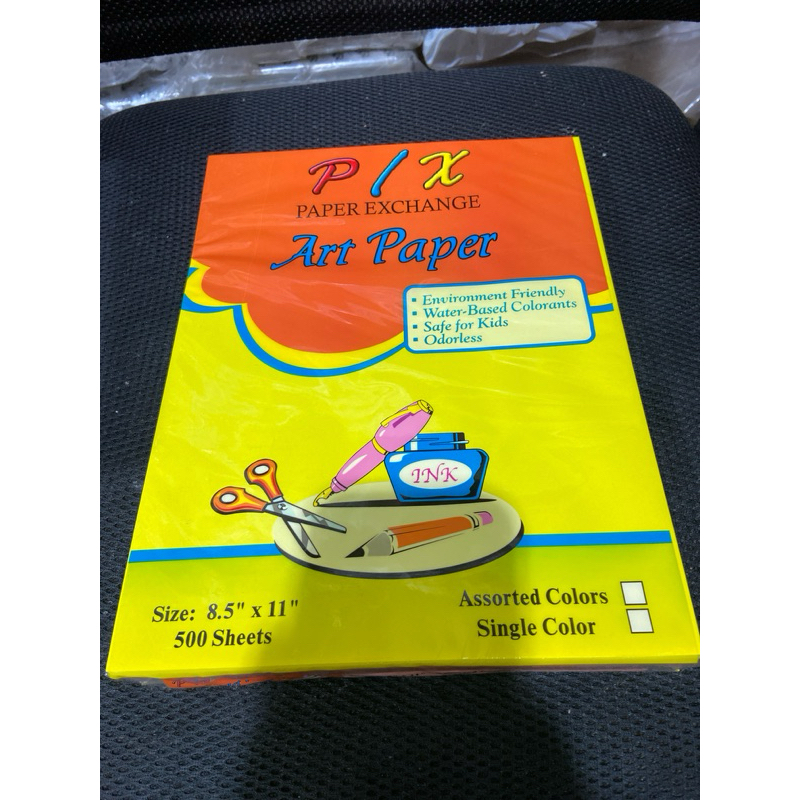 P / X
PAPER EXCHANGE
Art Paper
▪ Environment Friendly
▪ Water-Based Colorants
▪ Safe for Kids
▪ Odorless
INK
Size: 8.5" x 11"
500 Sheets
Assorted Colors
Single Color